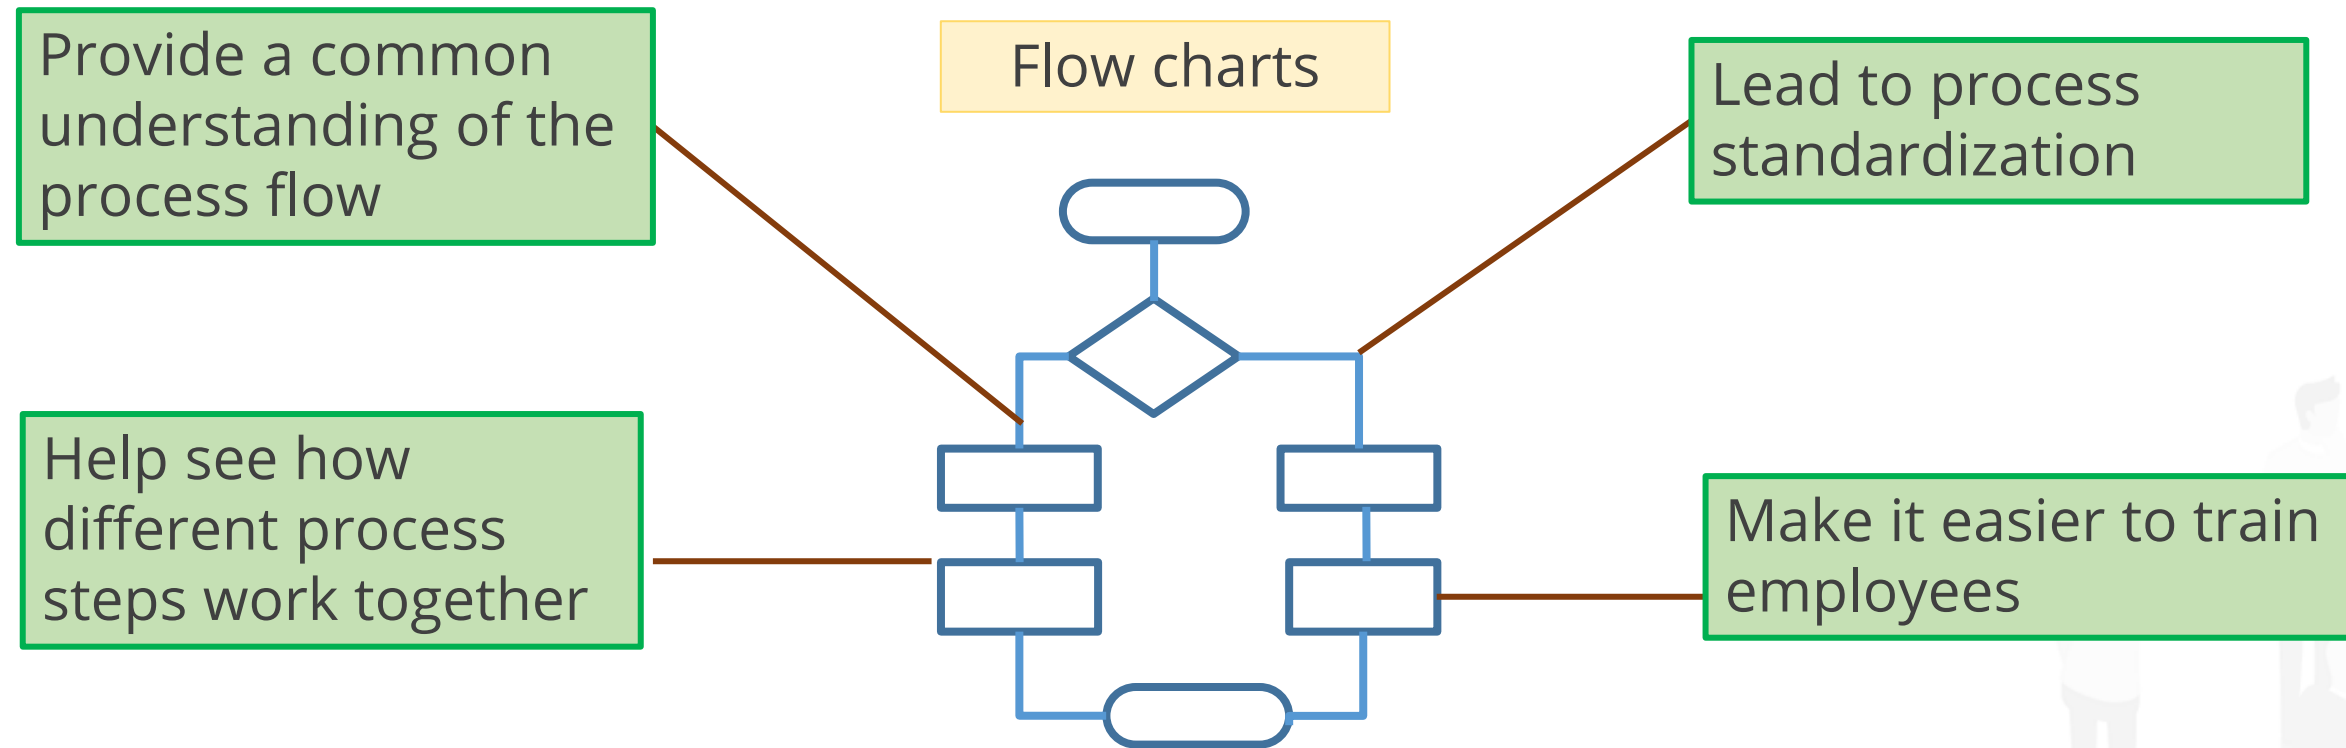 Flow charts
Provide a common
understanding of the
process flow
Lead to process
standardization
Help see how
different process
steps work together
Make it easier to train
employees